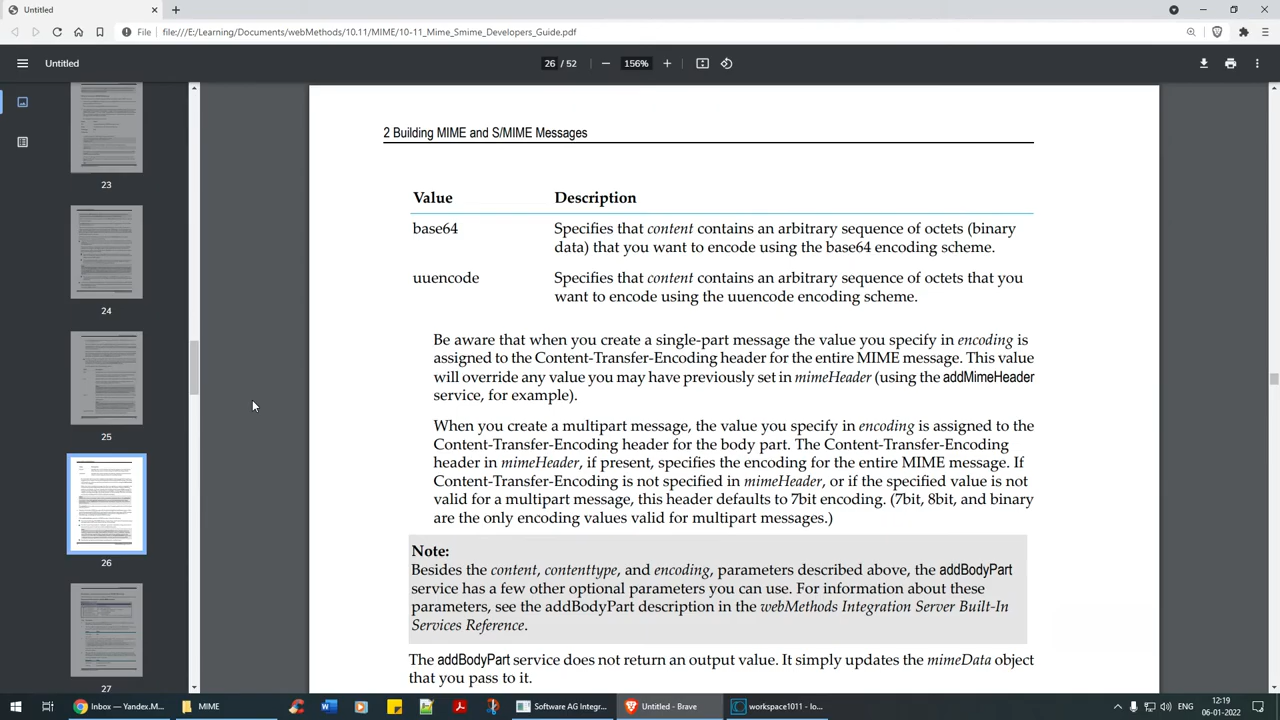 Untitled
File file:///E:/Learning/Documents/webMethods/10.11/MIME/10-11_Mime_Smime_Developers_Guide.pdf
Untitled
26 / 52
156%
23
24
25
26
27
2 Building MIME and S/MIME Messages
Value Description
base64 Specifies that content contains an arbitrary sequence of octets (binary
data) that you want to encode using the base64 encoding scheme.
uuencode Specifies that content contains an arbitrary sequence of octets that you
want to encode using the uuencode encoding scheme.
Be aware that when you create a single-part message the value you specify in encoding is
assigned to the Content-Transfer-Encoding header for the entire MIME message. This value
will override any value you may have previously set in mimeHeader (using the addMimeHeader
service for example).
When you create a multipart message, the value you specify in encoding is assigned to the
Content-Transfer-Encoding header for the body part. The Content-Transfer-Encoding
header in mimeHeader, if present, specifies the encoding for the entire MIME message. If
Content-Transfer-Encoding is not specified in mimeHeader, or if the specified value is not
valid for a multipart message, this header defaults to 7bit encoding. (7bit, 8bit, and binary
are the only encoding values valid for multipart messages.)
Note:
Besides the content, contenttype, and encoding, parameters described above, the addBodyPart
service has a few other optional parameters you can use. For information about these
parameters, see the addBodyPart description in the webMethods Integration Server Built-In
Services Reference.
The addBodyPart service does not return an output value. It simply updates the mimeData object
that you pass to it.
Inbox — Yandex.M...
MIME
Software AG Integr...
Untitled - Brave
workspace1011 - Io...
ENG
12:19
06-01-2022